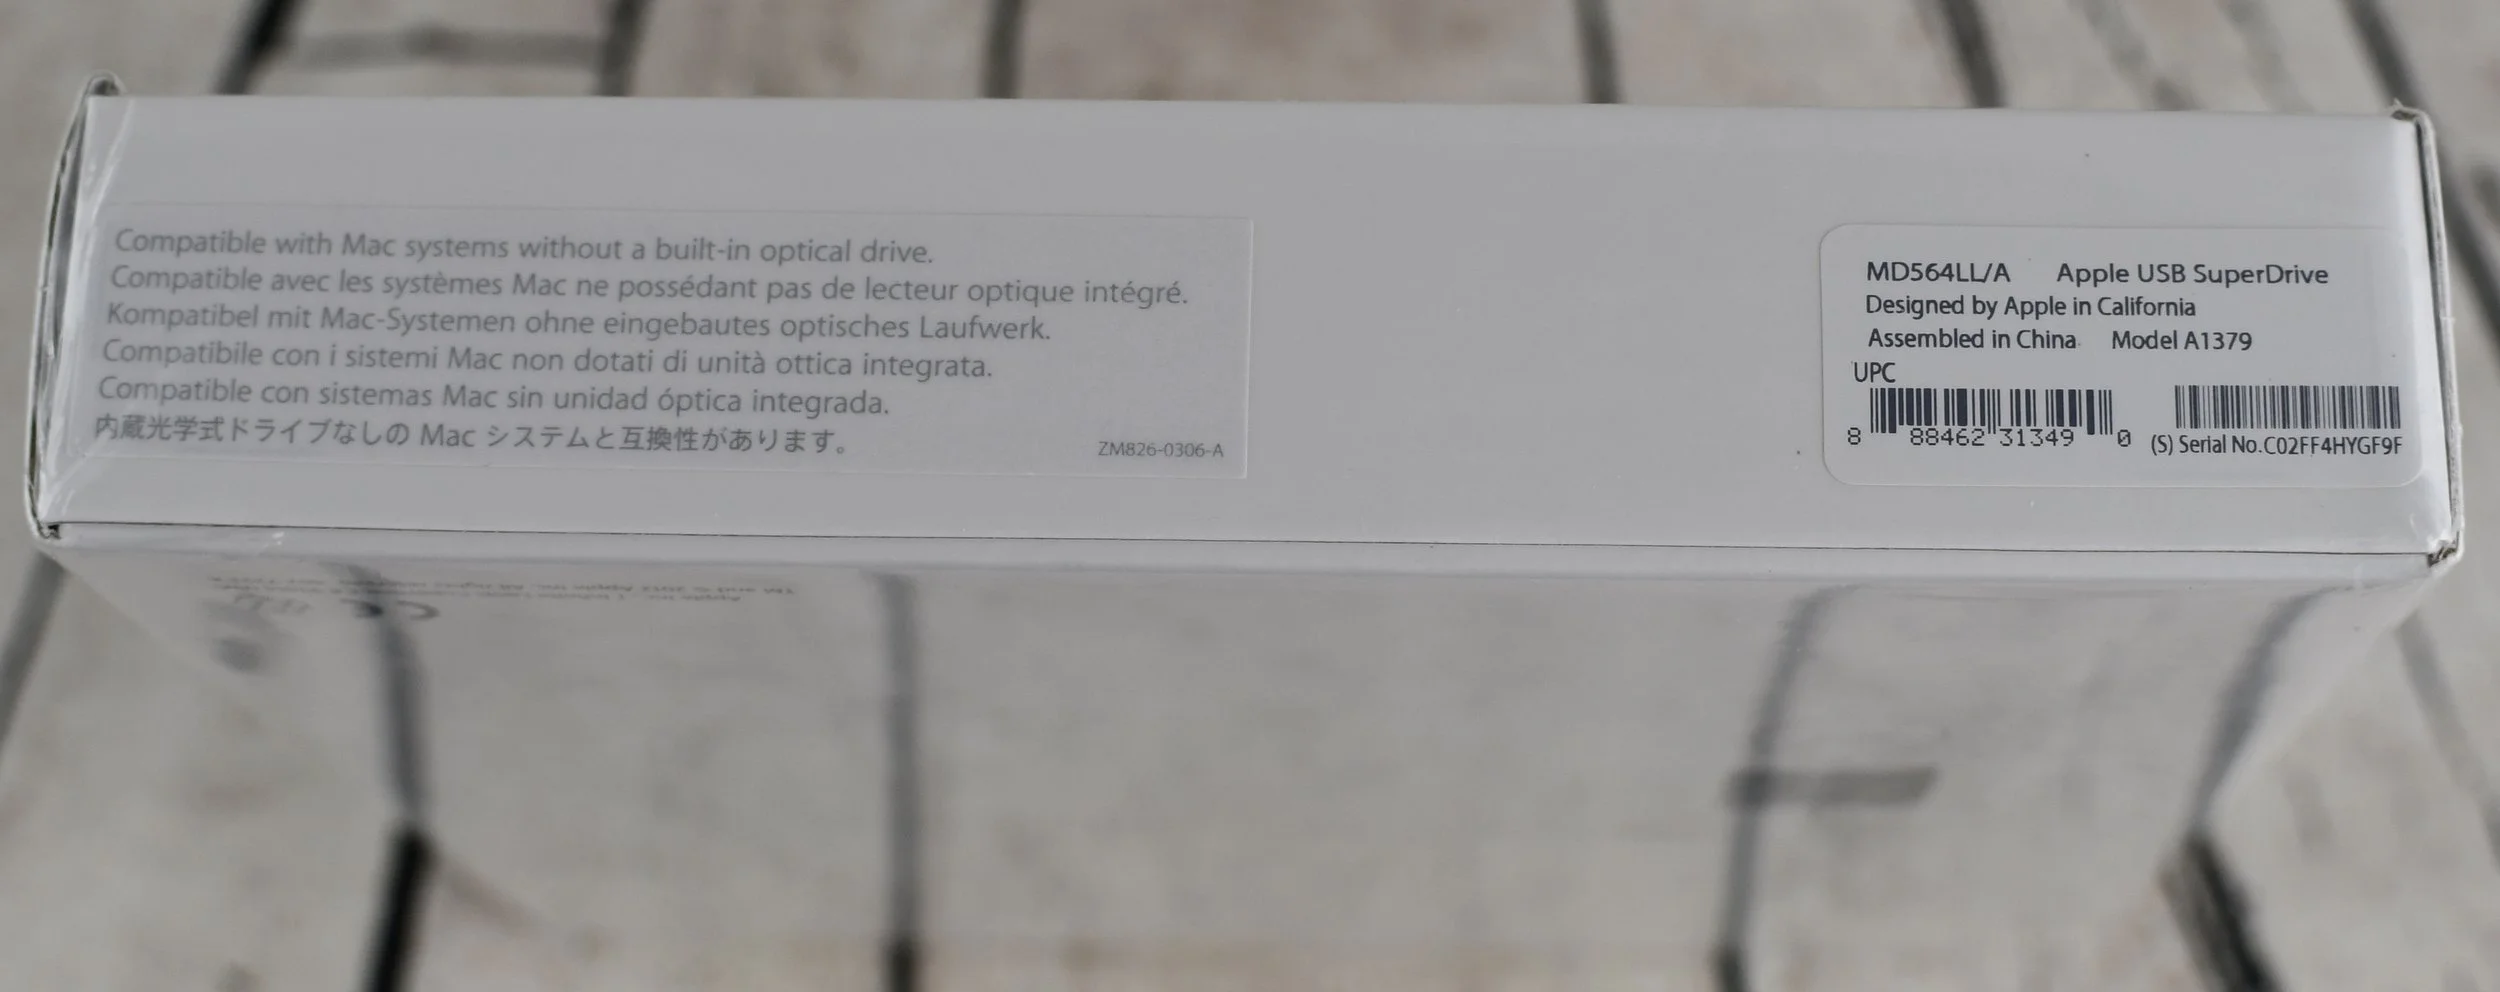 Compatible with Mac systems without a built-in optical drive.
Compatible avec les systèmes Mac ne possédant pas de lecteur optique intégré.
Kompatibel mit Mac-Systemen ohne eingebautes optisches Laufwerk.
Compatibile con i sistemi Mac non dotati di unità ottica integrata.
Compatible con sistemas Mac sin unidad óptica integrada.
内蔵光学式ドライブなしの Mac システムと互換性があります。
ZM826-0306-A
MD564LL/A Apple USB SuperDrive
Designed by Apple in California
Assembled in China Model A1379
UPC
8 88462 31349 0
(S) Serial No.C02FF4HYGF9F